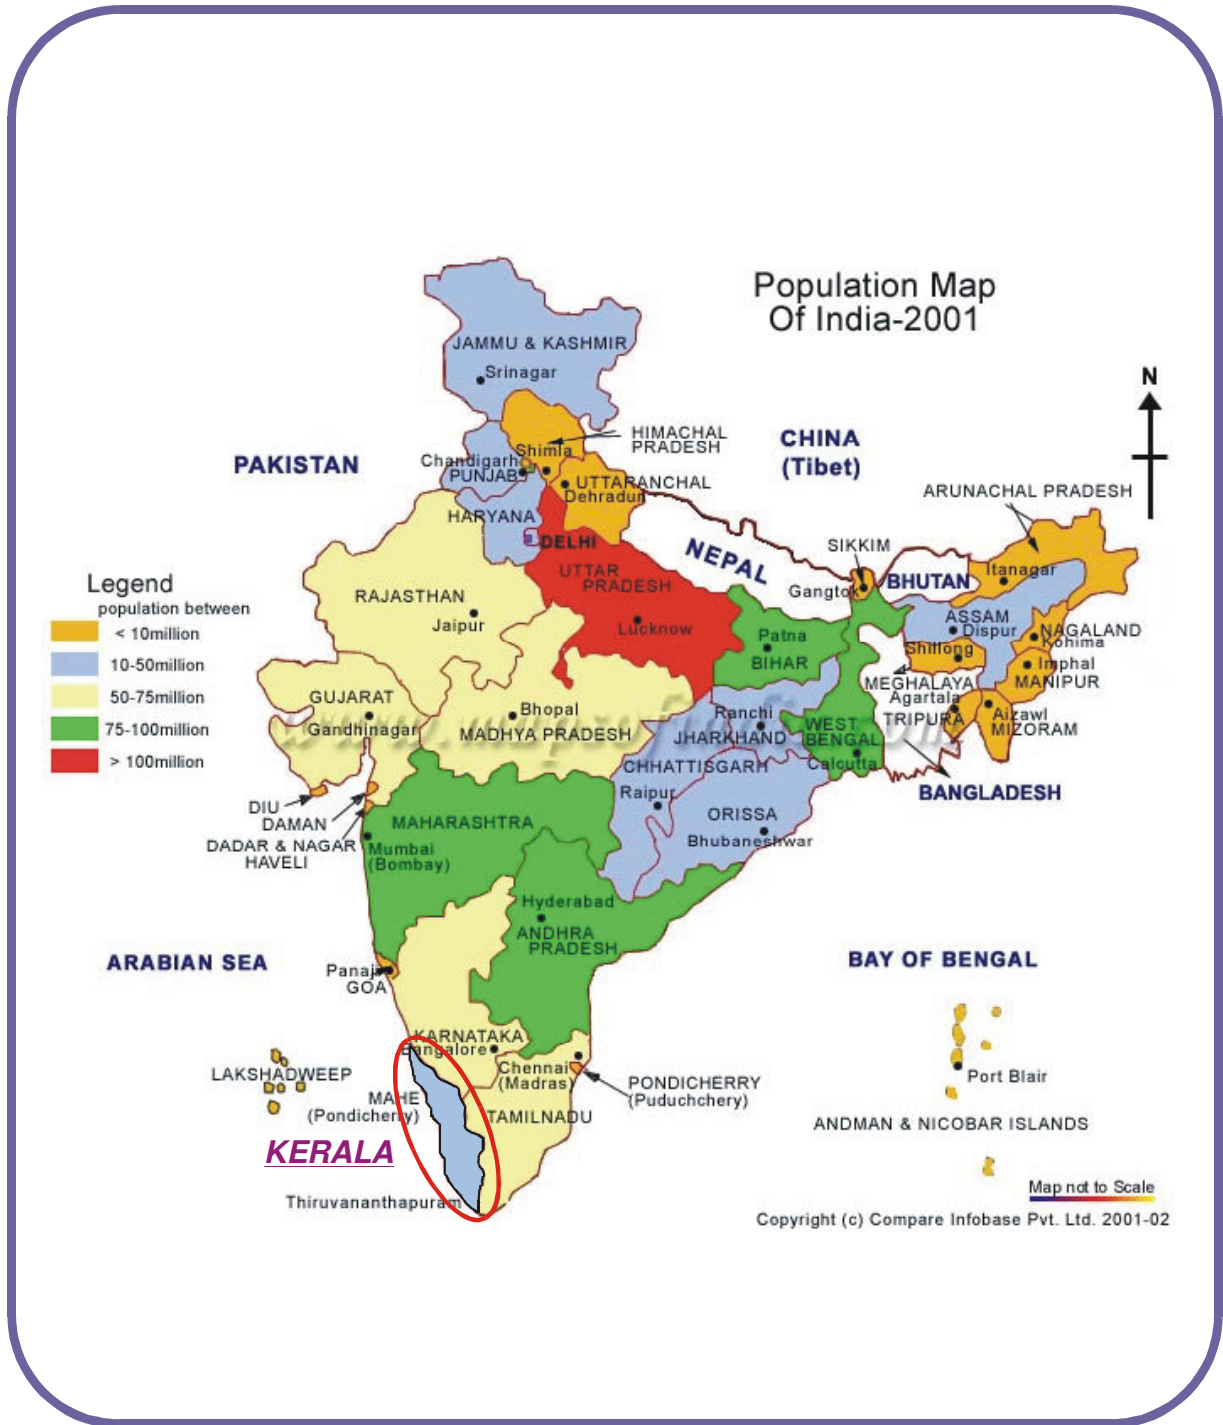 Population Map
Of India-2001
N
JAMMU & KASHMIR
Srinagar
HIMACHAL
PRADESH
Shimla
CHINA
(Tibet)
PAKISTAN
Chandigarh
PUNJAB
UTTARANCHAL
Dehradun
ARUNACHAL PRADESH
HARYANA
DELHI
NEPAL
SIKKIM
Gangtok
BHUTAN
Itanagar
UTTAR
PRADESH
Lucknow
RAJASTHAN
Jaipur
Legend
population between
< 10million
10-50million
50-75million
75-100million
> 100million
ASSAM
Dispur
NAGALAND
Kohima
Patna
BIHAR
Shillong
Imphal
MANIPUR
MEGHALAYA
Agartala
TRIPURA
Aizawl
MIZORAM
GUJARAT
Gandhinagar
Bhopal
MADHYA PRADESH
Ranchi
JHARKHAND
WEST
BENGAL
Calcutta
CHHATTISGARH
Raipur
BANGLADESH
ORISSA
Bhubaneshwar
DIU
DAMAN
DADAR & NAGAR
HAVELI
MAHARASHTRA
Mumbai
(Bombay)
Hyderabad
ANDHRA
PRADESH
ARABIAN SEA
Panaji
GOA
BAY OF BENGAL
KARNATAKA
Bangalore
Chennai
(Madras)
LAKSHADWEEP
MAHE
(Pondicherry)
PONDICHERRY
(Puduchchery)
TAMILNADU
Port Blair
ANDMAN & NICOBAR ISLANDS
KERALA
Thiruvananthapuram
Map not to Scale
Copyright (c) Compare Infobase Pvt. Ltd. 2001-02